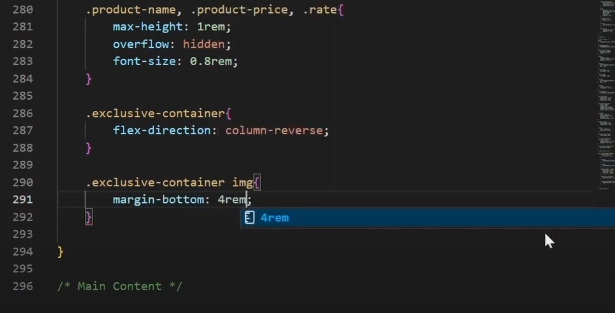 280 .product-name, .product-price, .rate{
281 max-height: 1rem;
282 overflow: hidden;
283 font-size: 0.8rem;
284 }
285
286 .exclusive-container{
287 flex-direction: column-reverse;
288 }
289
290 .exclusive-container img{
291 margin-bottom: 4rem;
292 }
4rem
293
294 }
295
296 /* Main Content */